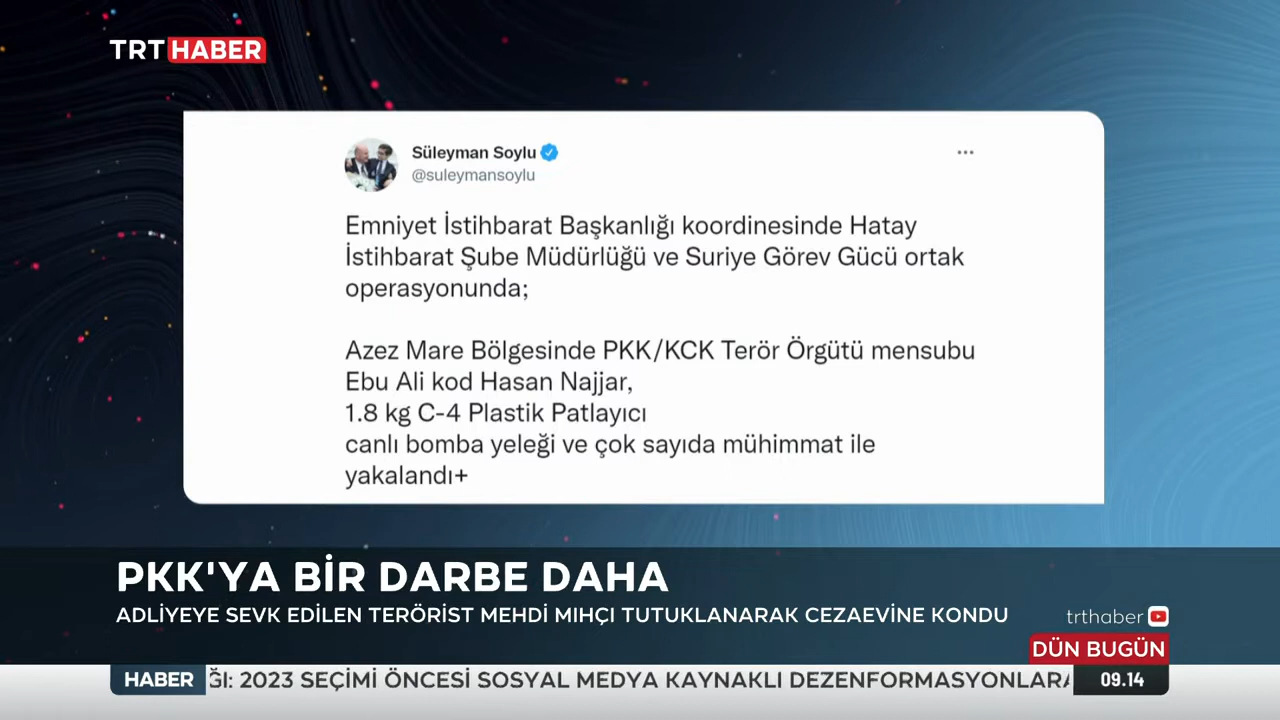 TRT HABER
Süleyman Soylu
@suleymansoylu
Emniyet İstihbarat Başkanlığı koordinesinde Hatay
İstihbarat Şube Müdürlüğü ve Suriye Görev Gücü ortak
operasyonunda;
Azez Mare Bölgesinde PKK/KCK Terör Örgütü mensubu
Ebu Ali kod Hasan Najjar,
1.8 kg C-4 Plastik Patlayıcı
canlı bomba yeleği ve çok sayıda mühimmat ile
yakalandı+
PKK'YA BİR DARBE DAHA
ADLİYEYE SEVK EDİLEN TERÖRİST MEHDİ MIHÇI TUTUKLANARAK CEZAEVİNE KONDU
trthaber
DÜN BUGÜN
HABER ĞI: 2023 SEÇİMİ ÖNCESİ SOSYAL MEDYA KAYNAKLI DEZENFORMASYONLARA 09.14